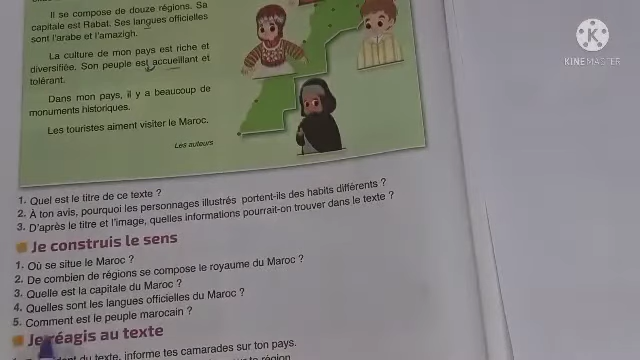 Il se compose de douze régions. Sa
capitale est Rabat. Ses langues officielles
sont l'arabe et l'amazigh.
La culture de mon pays est riche et
diversifiée. Son peuple est accueillant et
tolérant.
Dans mon pays, il y a beaucoup de
monuments historiques.
Les touristes aiment visiter le Maroc.
Les auteurs
1. Quel est le titre de ce texte ?
2. À ton avis, pourquoi les personnages illustrés portent-ils des habits différents ?
3. D'après le titre et l'image, quelles informations pourrait-on trouver dans le texte ?
Je construis le sens
1. Où se situe le Maroc ?
2. De combien de régions se compose le royaume du Maroc ?
3. Quelle est la capitale du Maroc ?
4. Quelles sont les langues officielles du Maroc ?
5. Comment est le peuple marocain ?
Je réagis au texte
du texte, informe tes camarades sur ton pays.
région
KINEMASTER